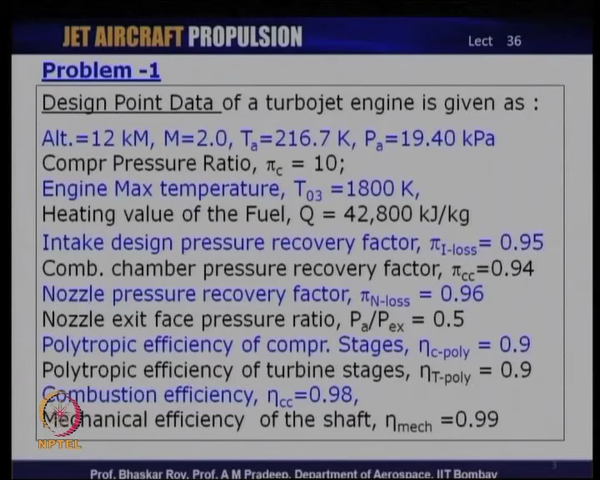 JET AIRCRAFT PROPULSION
Lect 36
Problem -1
Design Point Data of a turbojet engine is given as :
Alt.=12 kM, M=2.0, Ta=216.7 K, Pa=19.40 kPa
Compr Pressure Ratio, πc = 10;
Engine Max temperature, T03 =1800 K,
Heating value of the Fuel, Q = 42,800 kJ/kg
Intake design pressure recovery factor, πI-loss= 0.95
Comb. chamber pressure recovery factor, πcc=0.94
Nozzle pressure recovery factor, πN-loss = 0.96
Nozzle exit face pressure ratio, Pa/Pex = 0.5
Polytropic efficiency of compr. Stages, ηc-poly = 0.9
Polytropic efficiency of turbine stages, ηT-poly = 0.9
Combustion efficiency, ηcc=0.98,
Mechanical efficiency of the shaft, ηmech =0.99
NPTEL
3
Prof. Bhaskar Roy, Prof. A M Pradeep, Department of Aerospace, IIT Bombay